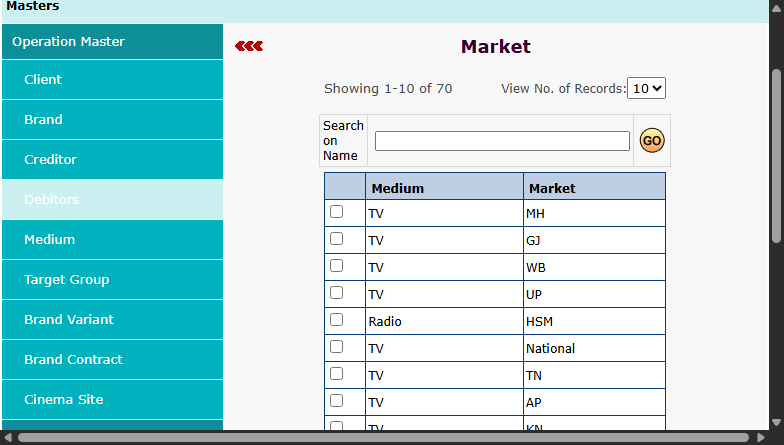 Masters
Operation Master
Client
Brand
Creditor
Debitors
Medium
Target Group
Brand Variant
Brand Contract
Cinema Site
Market
Showing 1-10 of 70 View No. of Records: 10
Search
on
Name
GO
Medium Market
TV MH
TV GJ
TV WB
TV UP
Radio HSM
TV National
TV TN
TV AP
TV KN